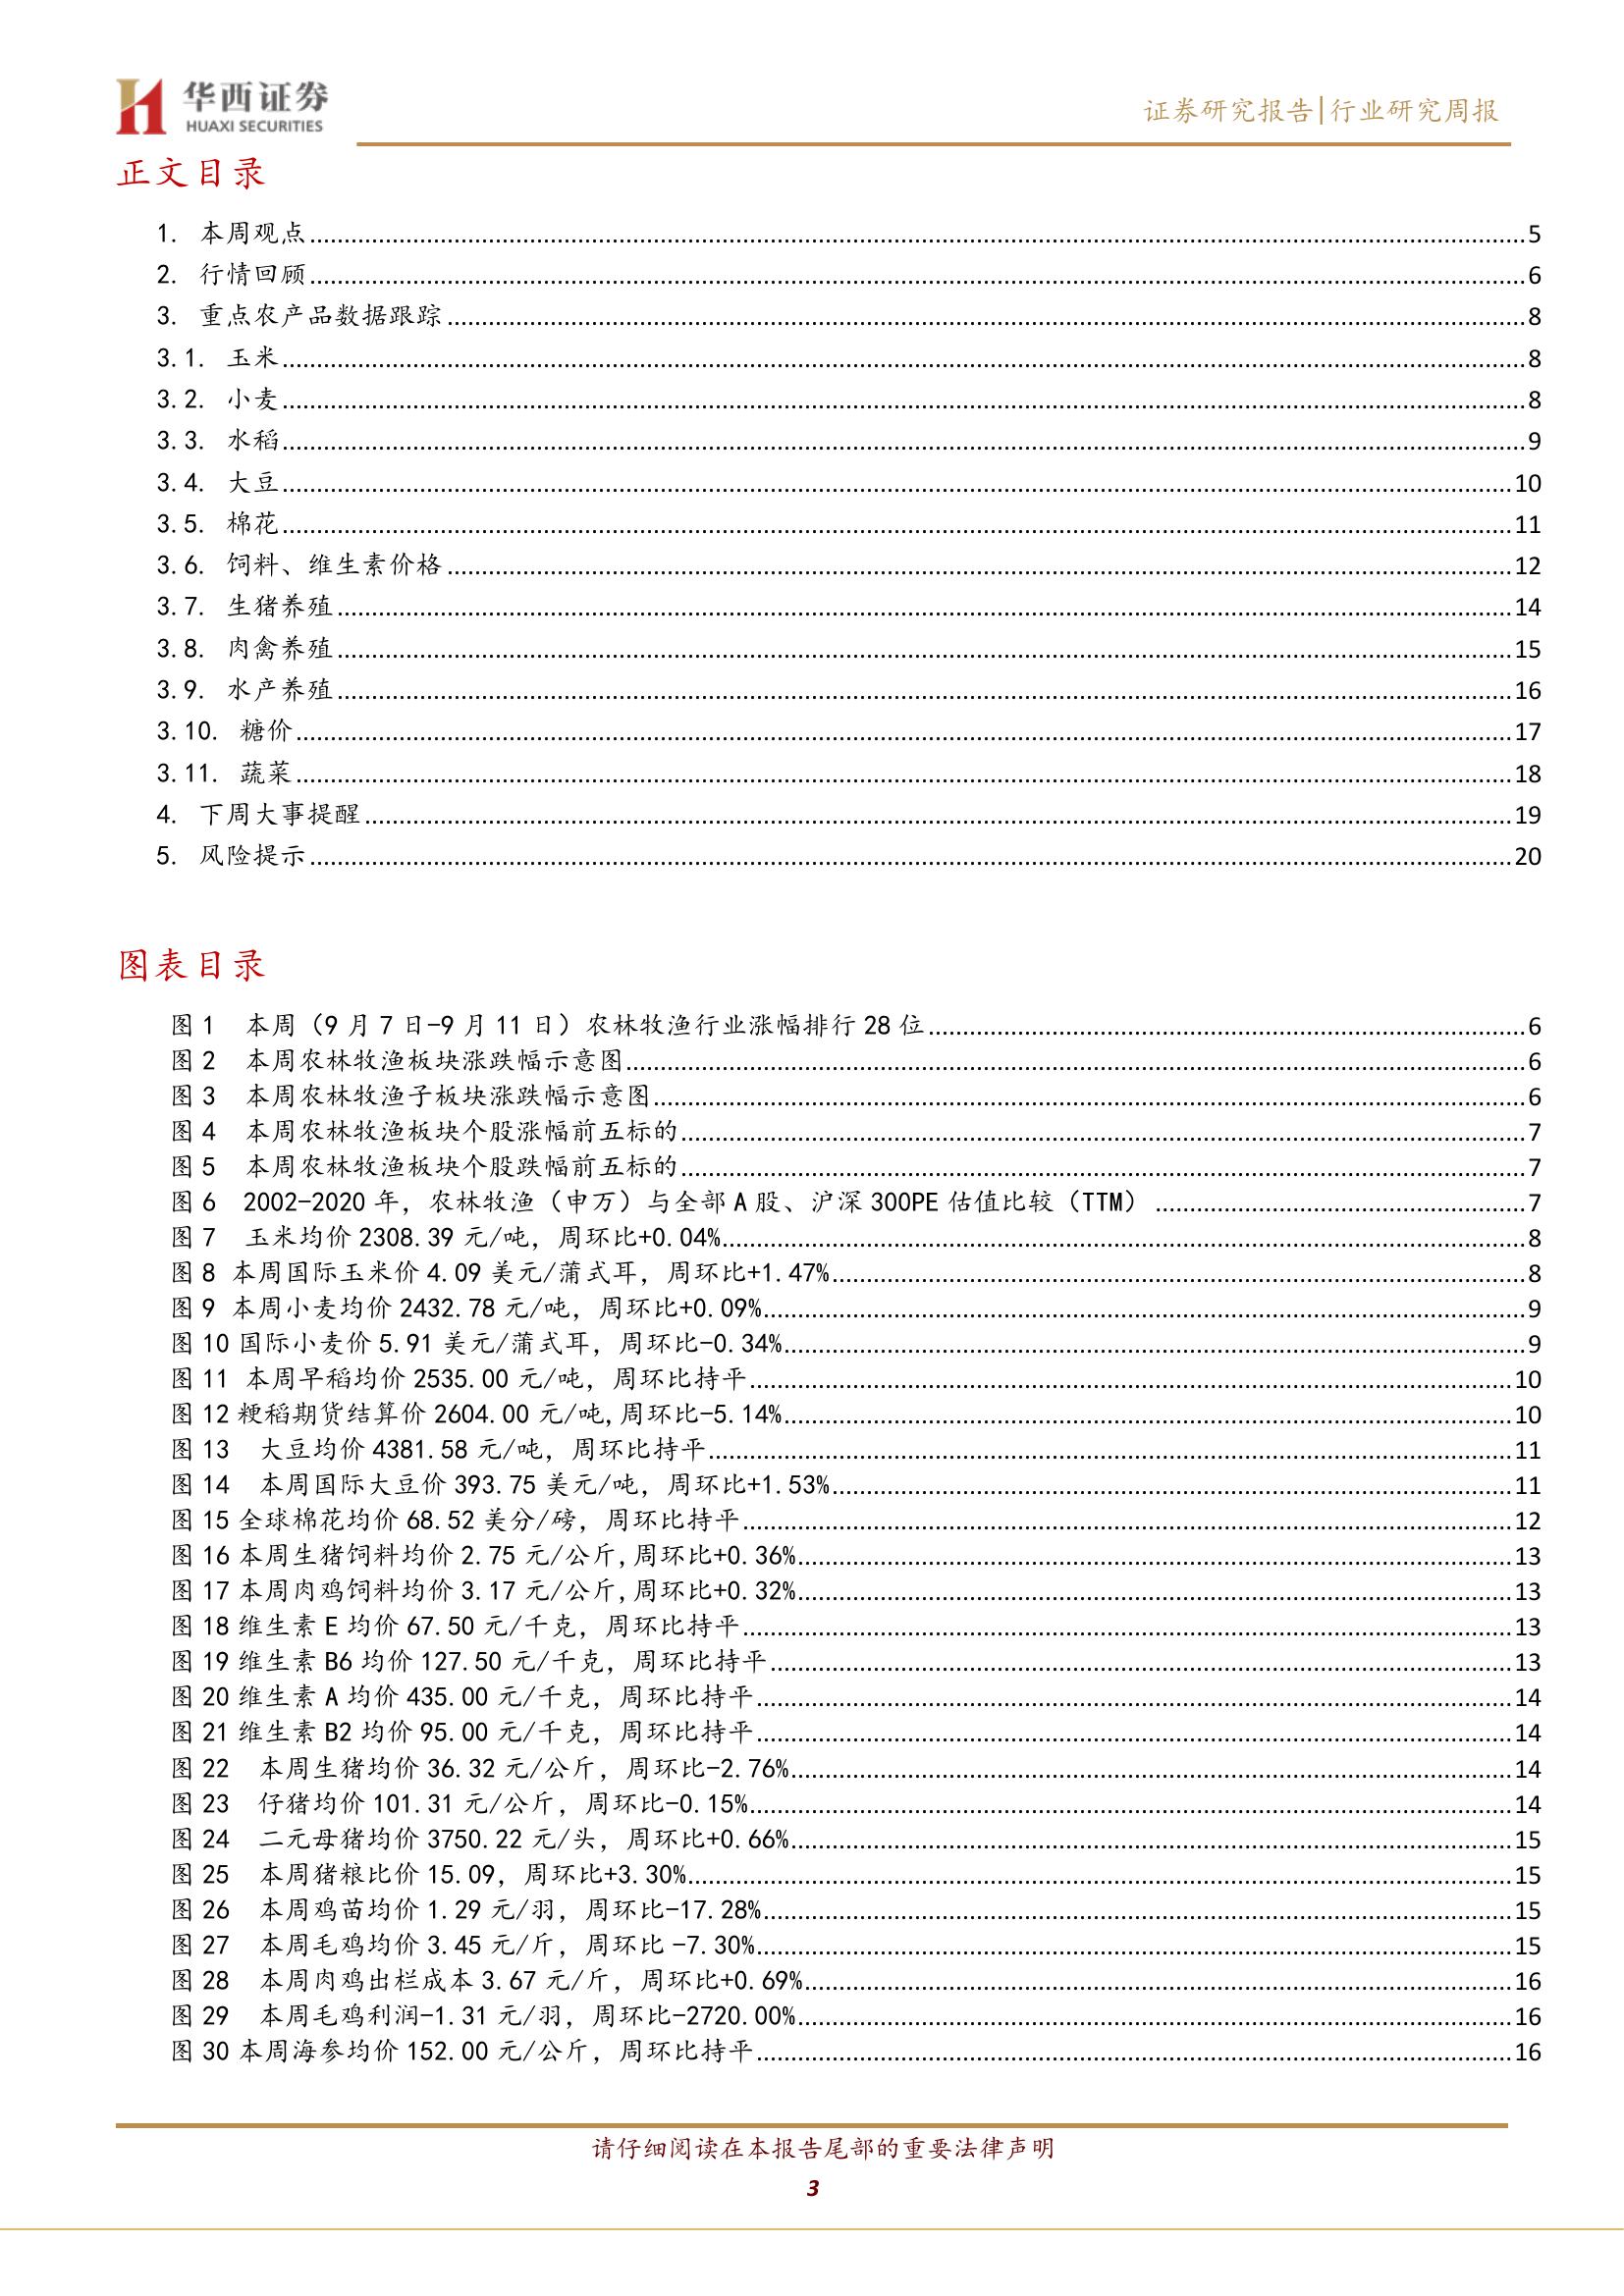 华西证券
HUAXI SECURITIES
证券研究报告|行业研究周报
正文目录
1. 本周观点 5
2. 行情回顾 6
3. 重点农产品数据跟踪 8
3.1. 玉米 8
3.2. 小麦 8
3.3. 水稻 9
3.4. 大豆 10
3.5. 棉花 11
3.6. 饲料、维生素价格 12
3.7. 生猪养殖 14
3.8. 肉禽养殖 15
3.9. 水产养殖 16
3.10. 糖价 17
3.11. 蔬菜 18
4. 下周大事提醒 19
5. 风险提示 20
图表目录
图 1 本周（9 月 7 日-9 月 11 日）农林牧渔行业涨幅排行 28 位 6
图 2 本周农林牧渔板块涨跌幅示意图 6
图 3 本周农林牧渔子板块涨跌幅示意图 6
图 4 本周农林牧渔板块个股涨幅前五标的 7
图 5 本周农林牧渔板块个股跌幅前五标的 7
图 6 2002-2020 年，农林牧渔（申万）与全部 A 股、沪深 300PE 估值比较（TTM） 7
图 7 玉米均价 2308.39 元/吨，周环比+0.04% 8
图 8 本周国际玉米价 4.09 美元/蒲式耳，周环比+1.47% 8
图 9 本周小麦均价 2432.78 元/吨，周环比+0.09% 9
图 10 国际小麦价 5.91 美元/蒲式耳，周环比-0.34% 9
图 11 本周早稻均价 2535.00 元/吨，周环比持平 10
图 12 粳稻期货结算价 2604.00 元/吨,周环比-5.14% 10
图 13 大豆均价 4381.58 元/吨，周环比持平 11
图 14 本周国际大豆价 393.75 美元/吨，周环比+1.53% 11
图 15 全球棉花均价 68.52 美分/磅，周环比持平 12
图 16 本周生猪饲料均价 2.75 元/公斤,周环比+0.36% 13
图 17 本周肉鸡饲料均价 3.17 元/公斤,周环比+0.32% 13
图 18 维生素 E 均价 67.50 元/千克，周环比持平 13
图 19 维生素 B6 均价 127.50 元/千克，周环比持平 13
图 20 维生素 A 均价 435.00 元/千克，周环比持平 14
图 21 维生素 B2 均价 95.00 元/千克，周环比持平 14
图 22 本周生猪均价 36.32 元/公斤，周环比-2.76% 14
图 23 仔猪均价 101.31 元/公斤，周环比-0.15% 14
图 24 二元母猪均价 3750.22 元/头，周环比+0.66% 15
图 25 本周猪粮比价 15.09，周环比+3.30% 15
图 26 本周鸡苗均价 1.29 元/羽，周环比-17.28% 15
图 27 本周毛鸡均价 3.45 元/斤，周环比 -7.30% 15
图 28 本周肉鸡出栏成本 3.67 元/斤，周环比+0.69% 16
图 29 本周毛鸡利润-1.31 元/羽，周环比-2720.00% 16
图 30 本周海参均价 152.00 元/公斤，周环比持平 16
请仔细阅读在本报告尾部的重要法律声明
3